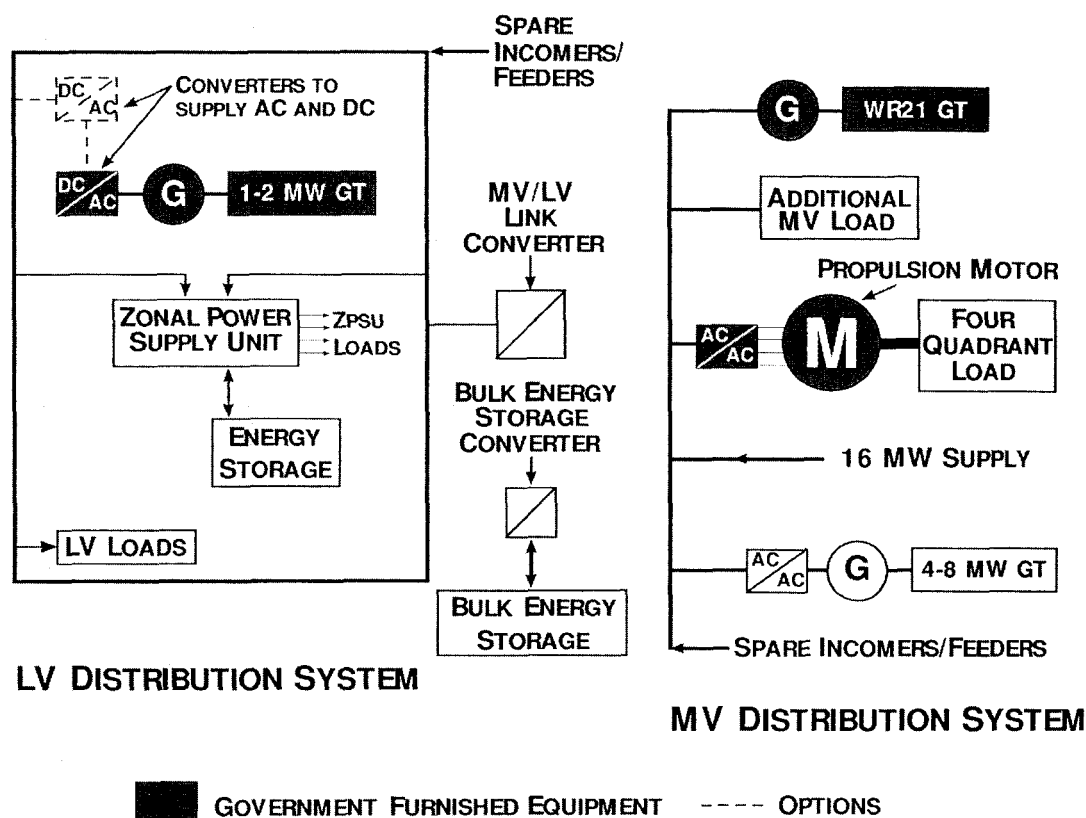 SPARE
INCOMERS/
FEEDERS
DC
AC
CONVERTERS TO
SUPPLY AC AND DC
DC
AC
G
1-2 MW GT
ZONAL POWER
SUPPLY UNIT
ZPSU
LOADS
ENERGY
STORAGE
LV LOADS
MV/LV
LINK
CONVERTER
BULK ENERGY
STORAGE
CONVERTER
BULK ENERGY
STORAGE
LV DISTRIBUTION SYSTEM
G
WR21 GT
ADDITIONAL
MV LOAD
PROPULSION MOTOR
AC
AC
M
FOUR
QUADRANT
LOAD
16 MW SUPPLY
AC
AC
G
4-8 MW GT
SPARE INCOMERS/FEEDERS
MV DISTRIBUTION SYSTEM
GOVERNMENT FURNISHED EQUIPMENT
---- OPTIONS